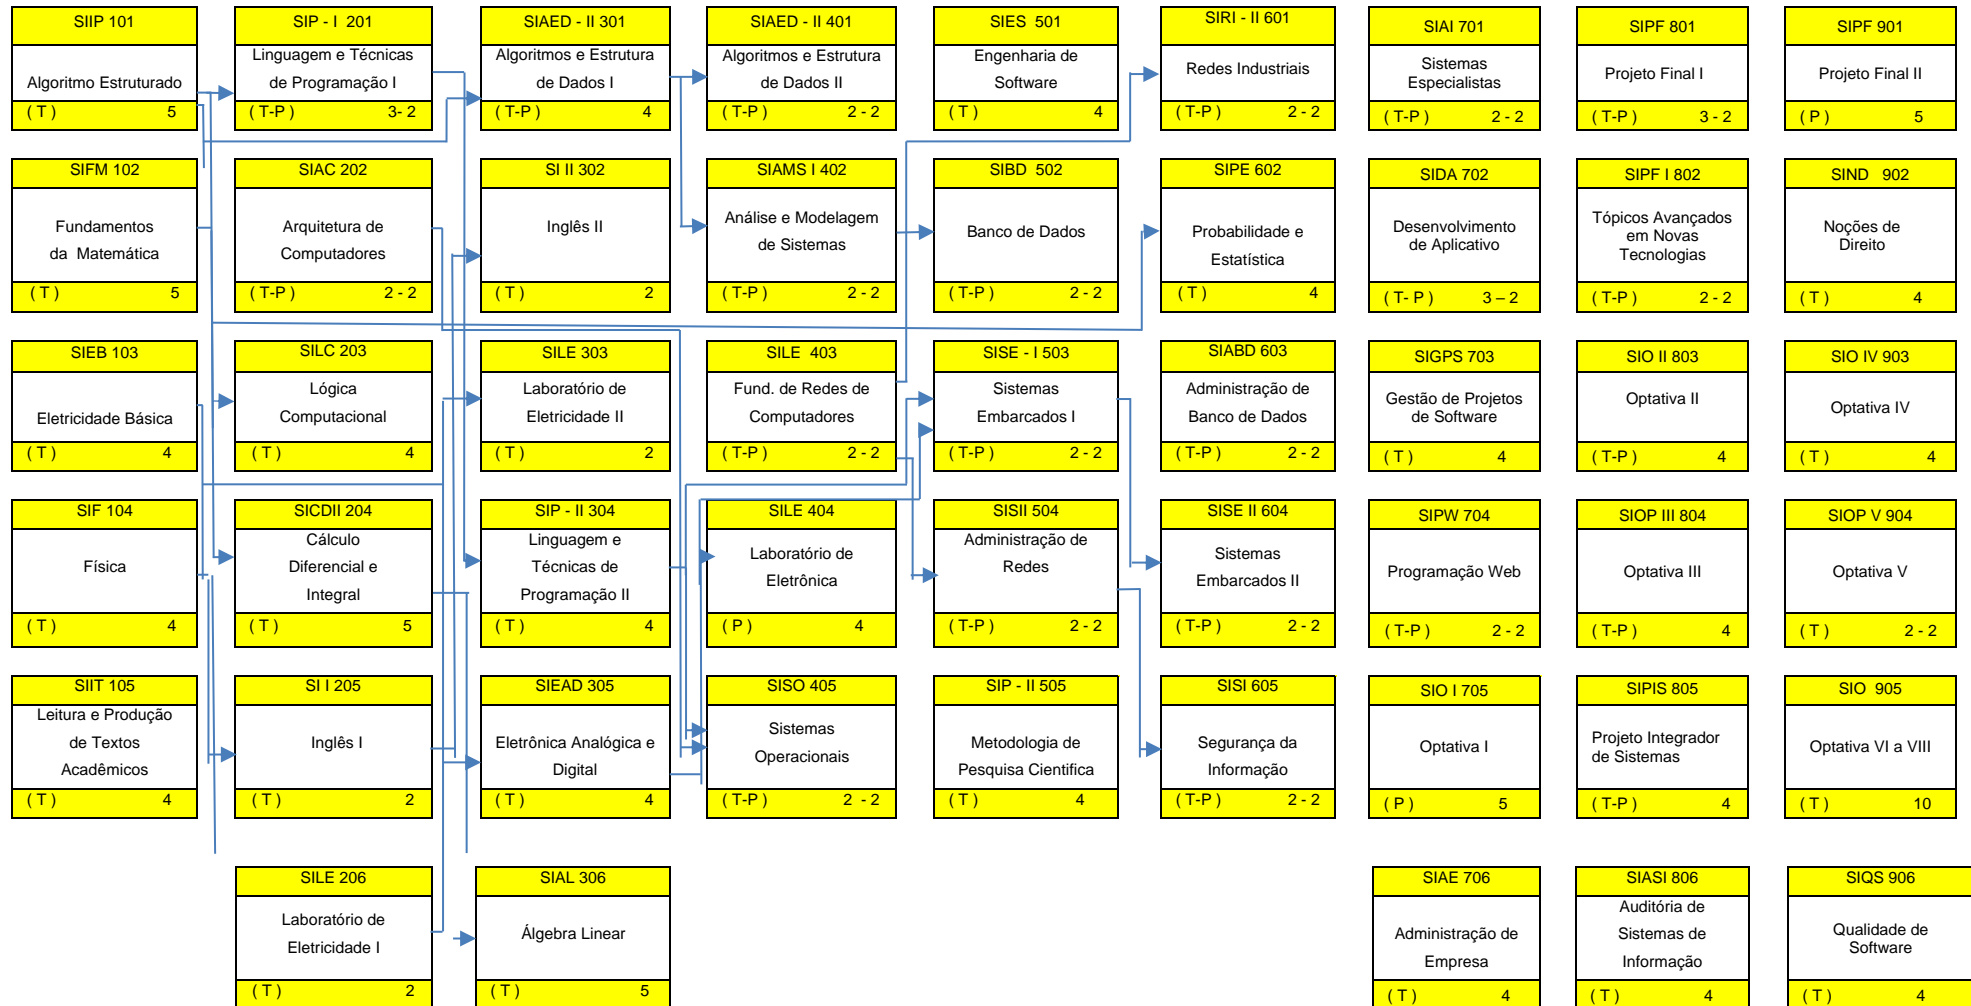 SIIP 101
Algoritmo Estruturado
( T ) 5
SIP - I 201
Linguagem e Técnicas
de Programação I
( T-P ) 3- 2
SIAED - II 301
Algoritmos e Estrutura
de Dados I
( T-P ) 4
SIAED - II 401
Algoritmos e Estrutura
de Dados II
( T-P ) 2 - 2
SIES 501
Engenharia de
Software
( T ) 4
SIRI - II 601
Redes Industriais
( T-P ) 2 - 2
SIAI 701
Sistemas
Especialistas
( T-P ) 2 - 2
SIPF 801
Projeto Final I
( T-P ) 3 - 2
SIPF 901
Projeto Final II
( P ) 5
SIFM 102
Fundamentos
da Matemática
( T ) 5
SIAC 202
Arquitetura de
Computadores
( T-P ) 2 - 2
SI II 302
Inglês II
( T ) 2
SIAMS I 402
Análise e Modelagem
de Sistemas
( T-P ) 2 - 2
SIBD 502
Banco de Dados
( T-P ) 2 - 2
SIPE 602
Probabilidade e
Estatística
( T ) 4
SIDA 702
Desenvolvimento
de Aplicativo
( T- P ) 3 – 2
SIPF I 802
Tópicos Avançados
em Novas
Tecnologias
( T-P ) 2 - 2
SIND 902
Noções de
Direito
( T ) 4
SIEB 103
Eletricidade Básica
( T ) 4
SILC 203
Lógica
Computacional
( T ) 4
SILE 303
Laboratório de
Eletricidade II
( T ) 2
SILE 403
Fund. de Redes de
Computadores
( T-P ) 2 - 2
SISE - I 503
Sistemas
Embarcados I
( T-P ) 2 - 2
SIABD 603
Administração de
Banco de Dados
( T-P ) 2 - 2
SIGPS 703
Gestão de Projetos
de Software
( T ) 4
SIO II 803
Optativa II
( T-P ) 4
SIO IV 903
Optativa IV
( T ) 4
SIF 104
Física
( T ) 4
SICDII 204
Cálculo
Diferencial e
Integral
( T ) 5
SIP - II 304
Linguagem e
Técnicas de
Programação II
( T ) 4
SILE 404
Laboratório de
Eletrônica
( P ) 4
SISII 504
Administração de
Redes
( T-P ) 2 - 2
SISE II 604
Sistemas
Embarcados II
( T-P ) 2 - 2
SIPW 704
Programação Web
( T-P ) 2 - 2
SIOP III 804
Optativa III
( T-P ) 4
SIOP V 904
Optativa V
( T ) 2 - 2
SIIT 105
Leitura e Produção
de Textos
Acadêmicos
( T ) 4
SI I 205
Inglês I
( T ) 2
SIEAD 305
Eletrônica Analógica e
Digital
( T ) 4
SISO 405
Sistemas
Operacionais
( T-P ) 2 - 2
SIP - II 505
Metodologia de
Pesquisa Cientifica
( T ) 4
SISI 605
Segurança da
Informação
( T-P ) 2 - 2
SIO I 705
Optativa I
( P ) 5
SIPIS 805
Projeto Integrador
de Sistemas
( T-P ) 4
SIO 905
Optativa VI a VIII
( T ) 10
SILE 206
Laboratório de
Eletricidade I
( T ) 2
SIAL 306
Álgebra Linear
( T ) 5
SIAE 706
Administração de
Empresa
( T ) 4
SIASI 806
Auditória de
Sistemas de
Informação
( T ) 4
SIQS 906
Qualidade de
Software
( T ) 4